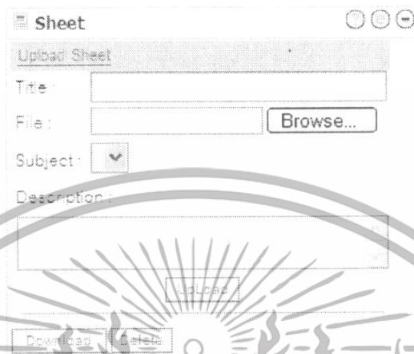 Sheet
Upload Sheet
Title :
File : Browse...
Subject :
Description :
UpLoad
Download Delete